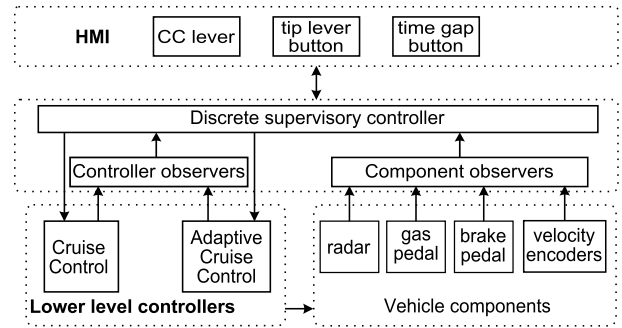 HMI
CC lever
tip lever
button
time gap
button
Discrete supervisory controller
Controller observers
Component observers
Cruise
Control
Adaptive
Cruise
Control
radar
gas
pedal
brake
pedal
velocity
encoders
Lower level controllers
Vehicle components